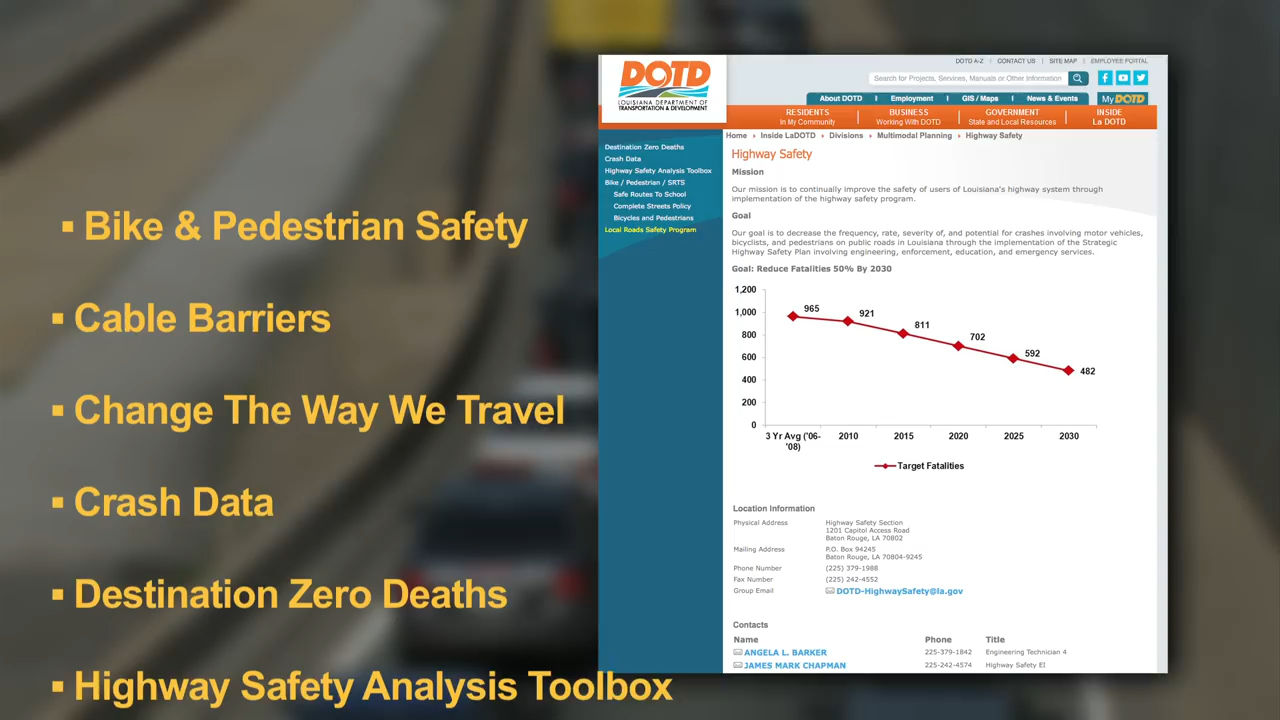 ▪ Bike & Pedestrian Safety
▪ Cable Barriers
▪ Change The Way We Travel
▪ Crash Data
▪ Destination Zero Deaths
▪ Highway Safety Analysis Toolbox
DOTD
LOUISIANA DEPARTMENT OF
TRANSPORTATION & DEVELOPMENT
DOTD A-Z | CONTACT US | SITE MAP | EMPLOYEE PORTAL
Search for Projects, Services, Manuals or Other Information
About DOTD | Employment | GIS / Maps | News & Events
My DOTD
RESIDENTS
In My Community
BUSINESS
Working With DOTD
GOVERNMENT
State and Local Resources
INSIDE
La DOTD
Home Inside LaDOTD Divisions Multimodal Planning Highway Safety
Destination Zero Deaths
Crash Data
Highway Safety Analysis Toolbox
Bike / Pedestrian / SRTS
Safe Routes To School
Complete Streets Policy
Bicycles and Pedestrians
Local Roads Safety Program
Highway Safety
Mission
Our mission is to continually improve the safety of users of Louisiana's highway system through
implementation of the highway safety program.
Goal
Our goal is to decrease the frequency, rate, severity of, and potential for crashes involving motor vehicles,
bicyclists, and pedestrians on public roads in Louisiana through the implementation of the Strategic
Highway Safety Plan involving engineering, enforcement, education, and emergency services.
Goal: Reduce Fatalities 50% By 2030
1,200
1,000
800
600
400
200
0
965
921
811
702
592
482
3 Yr Avg ('06-
'08)
2010
2015
2020
2025
2030
Target Fatalities
Location Information
Physical Address
Highway Safety Section
1201 Capitol Access Road
Baton Rouge, LA 70802
Mailing Address
P.O. Box 94245
Baton Rouge, LA 70804-9245
Phone Number (225) 379-1988
Fax Number (225) 242-4552
Group Email DOTD-HighwaySafety@la.gov
Contacts
Name Phone Title
ANGELA L. BARKER 225-379-1842 Engineering Technician 4
JAMES MARK CHAPMAN 225-242-4574 Highway Safety EI